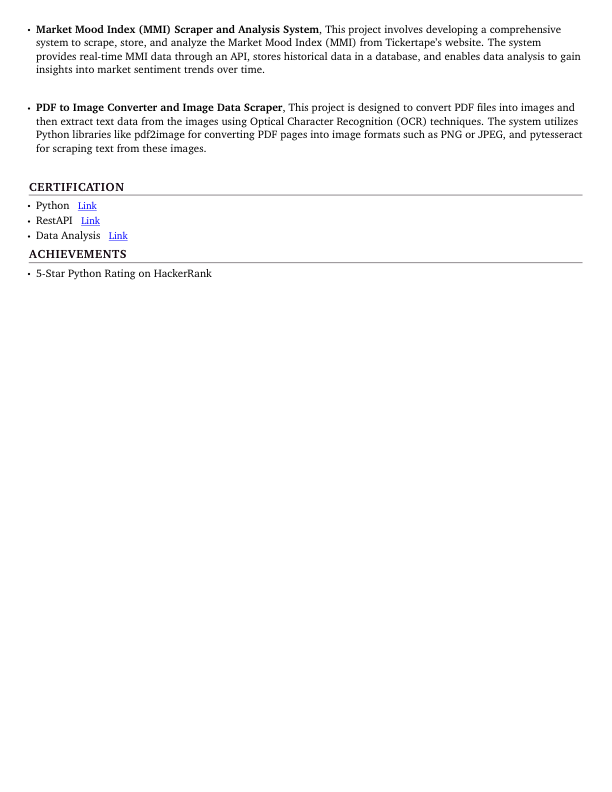 • Market Mood Index (MMI) Scraper and Analysis System, This project involves developing a comprehensive
system to scrape, store, and analyze the Market Mood Index (MMI) from Tickertape's website. The system
provides real-time MMI data through an API, stores historical data in a database, and enables data analysis to gain
insights into market sentiment trends over time.
• PDF to Image Converter and Image Data Scraper, This project is designed to convert PDF files into images and
then extract text data from the images using Optical Character Recognition (OCR) techniques. The system utilizes
Python libraries like pdf2image for converting PDF pages into image formats such as PNG or JPEG, and pytesseract
for scraping text from these images.
CERTIFICATION
• Python Link
• RestAPI Link
• Data Analysis Link
ACHIEVEMENTS
• 5-Star Python Rating on HackerRank